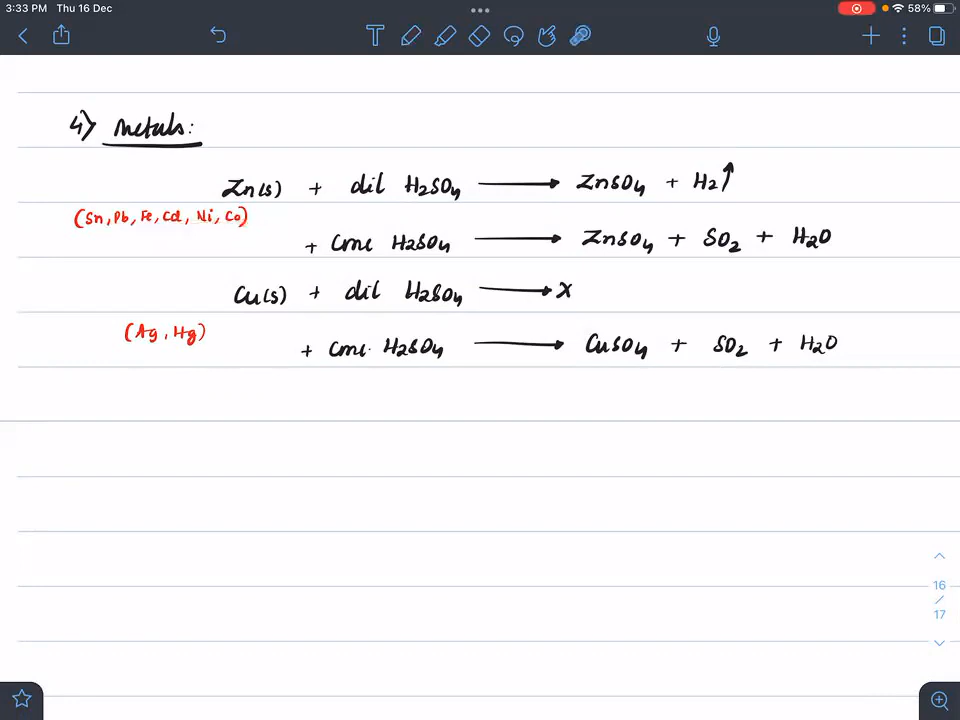 3:33 PM Thu 16 Dec 58%
4) Metals:
Zn(s) + dil H2SO4 → ZnSO4 + H2↑
(Sn, Pb, Fe, Cd, Ni, Co)
+ Conc H2SO4 → ZnSO4 + SO2 + H2O
Cu(s) + dil H2SO4 → X
(Ag, Hg)
+ Conc. H2SO4 → CuSO4 + SO2 + H2O
16
/
17